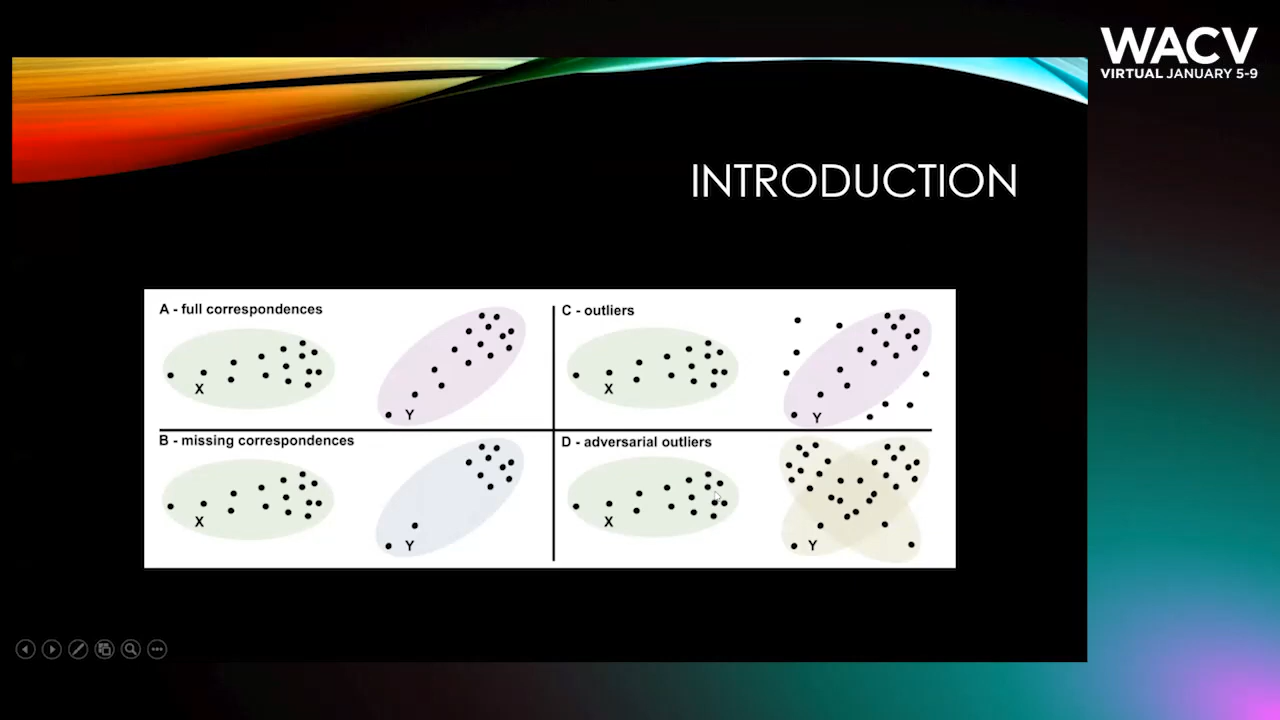 WACV
VIRTUAL JANUARY 5-9
INTRODUCTION
A - full correspondences
X
Y
C - outliers
X
Y
B - missing correspondences
X
Y
D - adversarial outliers
X
Y